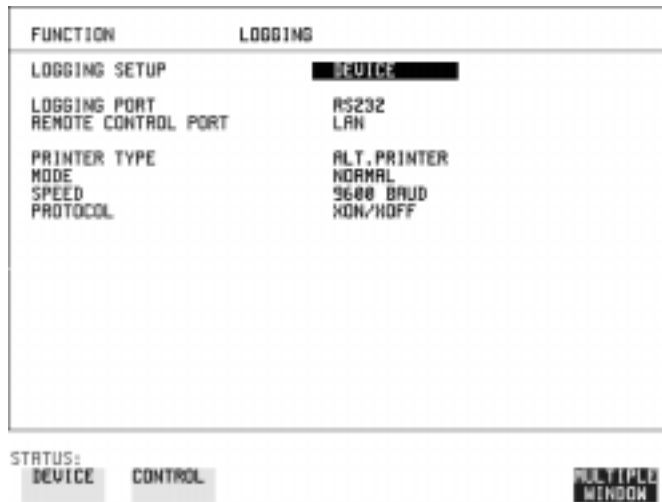 FUNCTION LOGGING
LOGGING SETUP DEVICE
LOGGING PORT RS232
REMOTE CONTROL PORT LAN
PRINTER TYPE ALT.PRINTER
MODE NORMAL
SPEED 9600 BAUD
PROTOCOL XON/XOFF
STATUS:
DEVICE CONTROL MULTIPLE
WINDOW